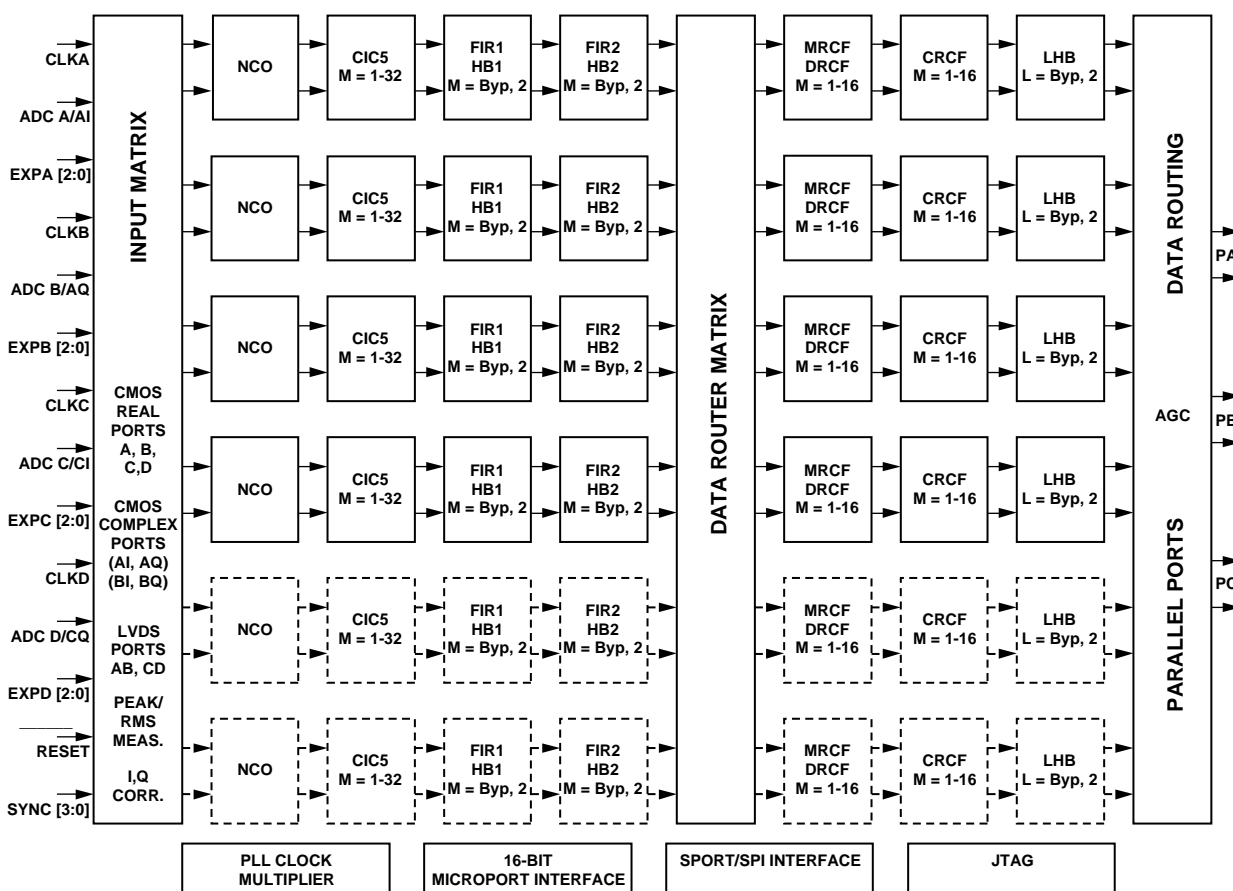 CLKA
ADC A/AI
EXPA [2:0]
CLKB
ADC B/AQ
EXPB [2:0]
CLKC
ADC C/CI
EXPC [2:0]
CLKD
ADC D/CQ
EXPD [2:0]
RESET
SYNC [3:0]
INPUT MATRIX
CMOS
REAL
PORTS
A, B,
C,D
CMOS
COMPLEX
PORTS
(AI, AQ)
(BI, BQ)
LVDS
PORTS
AB, CD
PEAK/
RMS
MEAS.
I,Q
CORR.
NCO
CIC5
M = 1-32
FIR1
HB1
M = Byp, 2
FIR2
HB2
M = Byp, 2
NCO
CIC5
M = 1-32
FIR1
HB1
M = Byp, 2
FIR2
HB2
M = Byp, 2
NCO
CIC5
M = 1-32
FIR1
HB1
M = Byp, 2
FIR2
HB2
M = Byp, 2
NCO
CIC5
M = 1-32
FIR1
HB1
M = Byp, 2
FIR2
HB2
M = Byp, 2
NCO
CIC5
M = 1-32
FIR1
HB1
M = Byp, 2
FIR2
HB2
M = Byp, 2
NCO
CIC5
M = 1-32
FIR1
HB1
M = Byp, 2
FIR2
HB2
M = Byp, 2
DATA ROUTER MATRIX
MRCF
DRCF
M = 1-16
CRCF
M = 1-16
LHB
L = Byp, 2
MRCF
DRCF
M = 1-16
CRCF
M = 1-16
LHB
L = Byp, 2
MRCF
DRCF
M = 1-16
CRCF
M = 1-16
LHB
L = Byp, 2
MRCF
DRCF
M = 1-16
CRCF
M = 1-16
LHB
L = Byp, 2
MRCF
DRCF
M = 1-16
CRCF
M = 1-16
LHB
L = Byp, 2
MRCF
DRCF
M = 1-16
CRCF
M = 1-16
LHB
L = Byp, 2
DATA ROUTING
AGC
PARALLEL PORTS
PA
PLL CLOCK
MULTIPLIER
16-BIT
MICROPORT INTERFACE
SPORT/SPI INTERFACE
JTAG